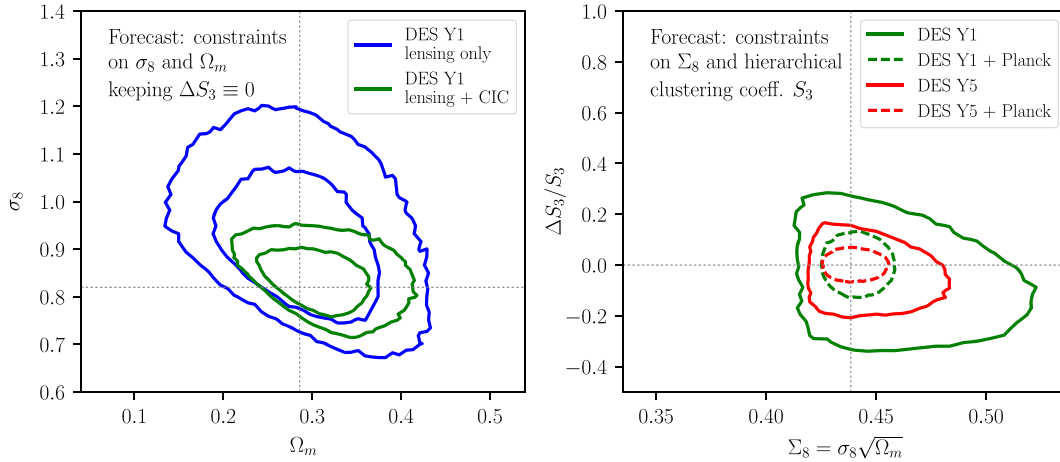 Forecast: constraints
on σ₈ and Ωₘ
keeping ΔS₃ ≡ 0
DES Y1
lensing only
DES Y1
lensing + CIC
1.4
1.3
1.2
1.1
1.0
0.9
0.8
0.7
0.6
σ₈
0.1
0.2
0.3
0.4
0.5
Ωₘ
Forecast: constraints
on Σ₈ and hierarchical
clustering coeff. S₃
DES Y1
DES Y1 + Planck
DES Y5
DES Y5 + Planck
1.0
0.8
0.6
0.4
0.2
0.0
−0.2
−0.4
ΔS₃/S₃
0.35
0.40
0.45
0.50
Σ₈ = σ₈√Ωₘ